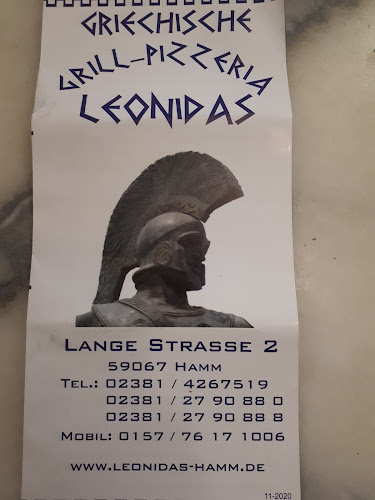 GRIECHISCHE
GRILL-PIZZERIA
LEONIDAS
LANGE STRASSE 2
59067 HAMM
TEL.: 02381 / 4267519
02381 / 27 90 88 0
02381 / 27 90 88 8
MOBIL: 0157 / 76 17 1006
WWW.LEONIDAS-HAMM.DE
11-2020